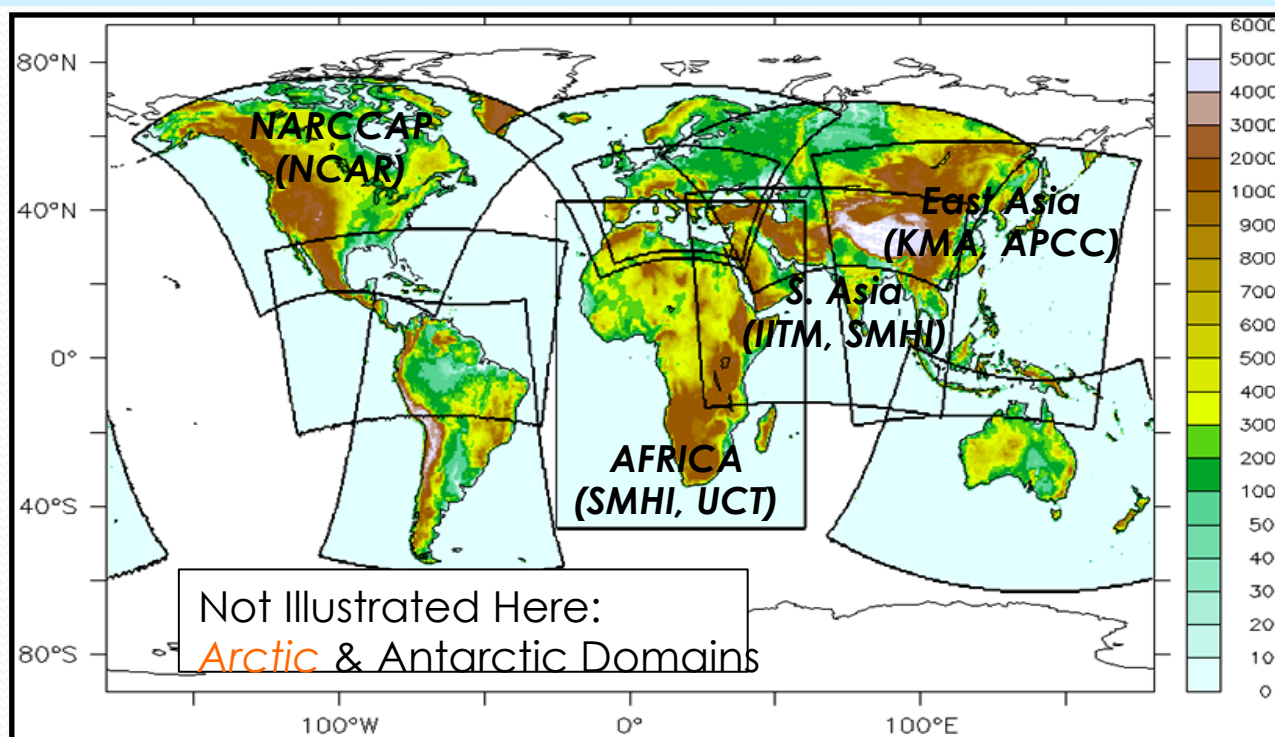 80°N
40°N
0°
40°S
80°S
100°W
0°
100°E
NARCCAP
(NCAR)
East Asia
(KMA, APCC)
S. Asia
(IITM, SMHI)
AFRICA
(SMHI, UCT)
Not Illustrated Here:
Arctic & Antarctic Domains
6000
5000
4000
3000
2000
1000
900
800
700
600
500
400
300
200
100
50
40
30
20
10
0